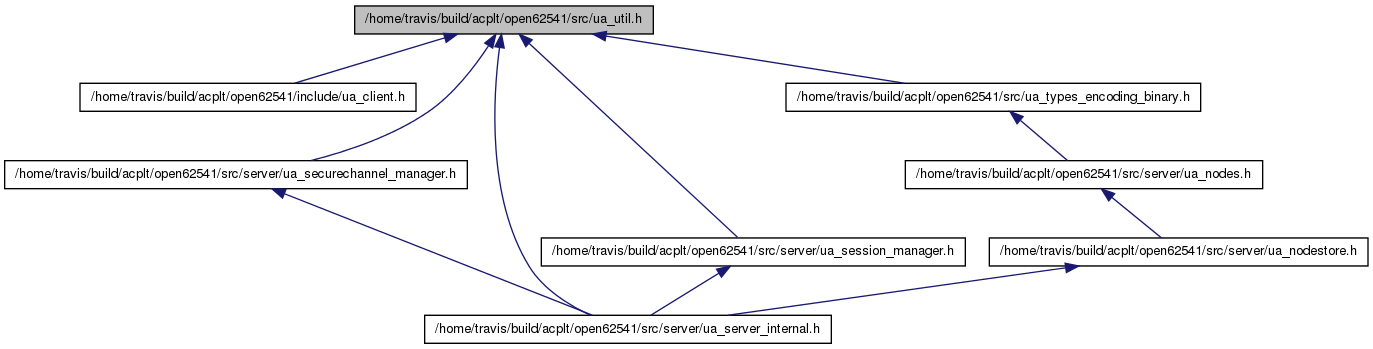 /home/travis/build/acplt/open62541/src/ua_util.h
/home/travis/build/acplt/open62541/include/ua_client.h
/home/travis/build/acplt/open62541/src/ua_types_encoding_binary.h
/home/travis/build/acplt/open62541/src/server/ua_securechannel_manager.h
/home/travis/build/acplt/open62541/src/server/ua_nodes.h
/home/travis/build/acplt/open62541/src/server/ua_session_manager.h
/home/travis/build/acplt/open62541/src/server/ua_nodestore.h
/home/travis/build/acplt/open62541/src/server/ua_server_internal.h